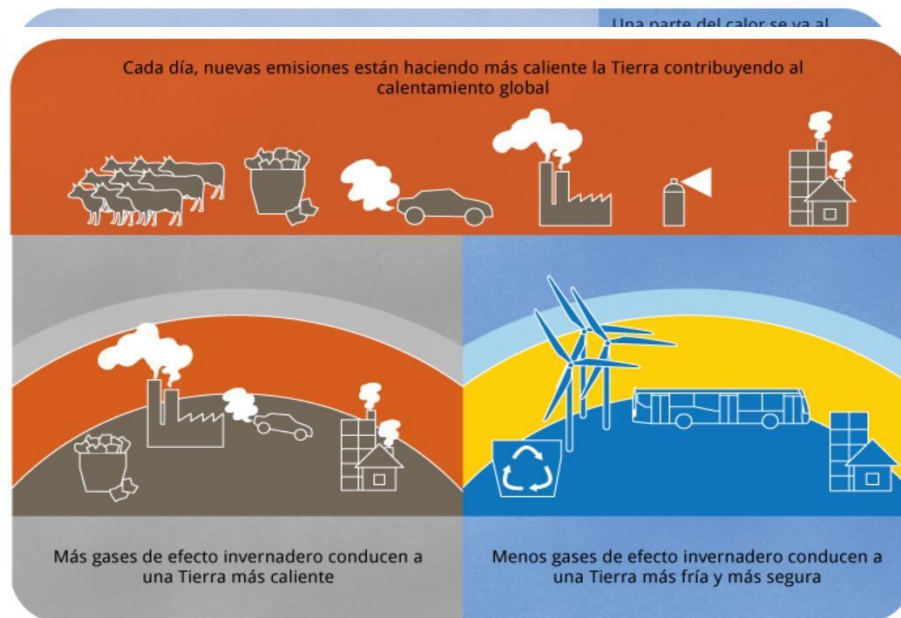 Una parte del calor se va al
Cada día, nuevas emisiones están haciendo más caliente la Tierra contribuyendo al
calentamiento global
Más gases de efecto invernadero conducen a
una Tierra más caliente
Menos gases de efecto invernadero conducen a
una Tierra más fría y más segura